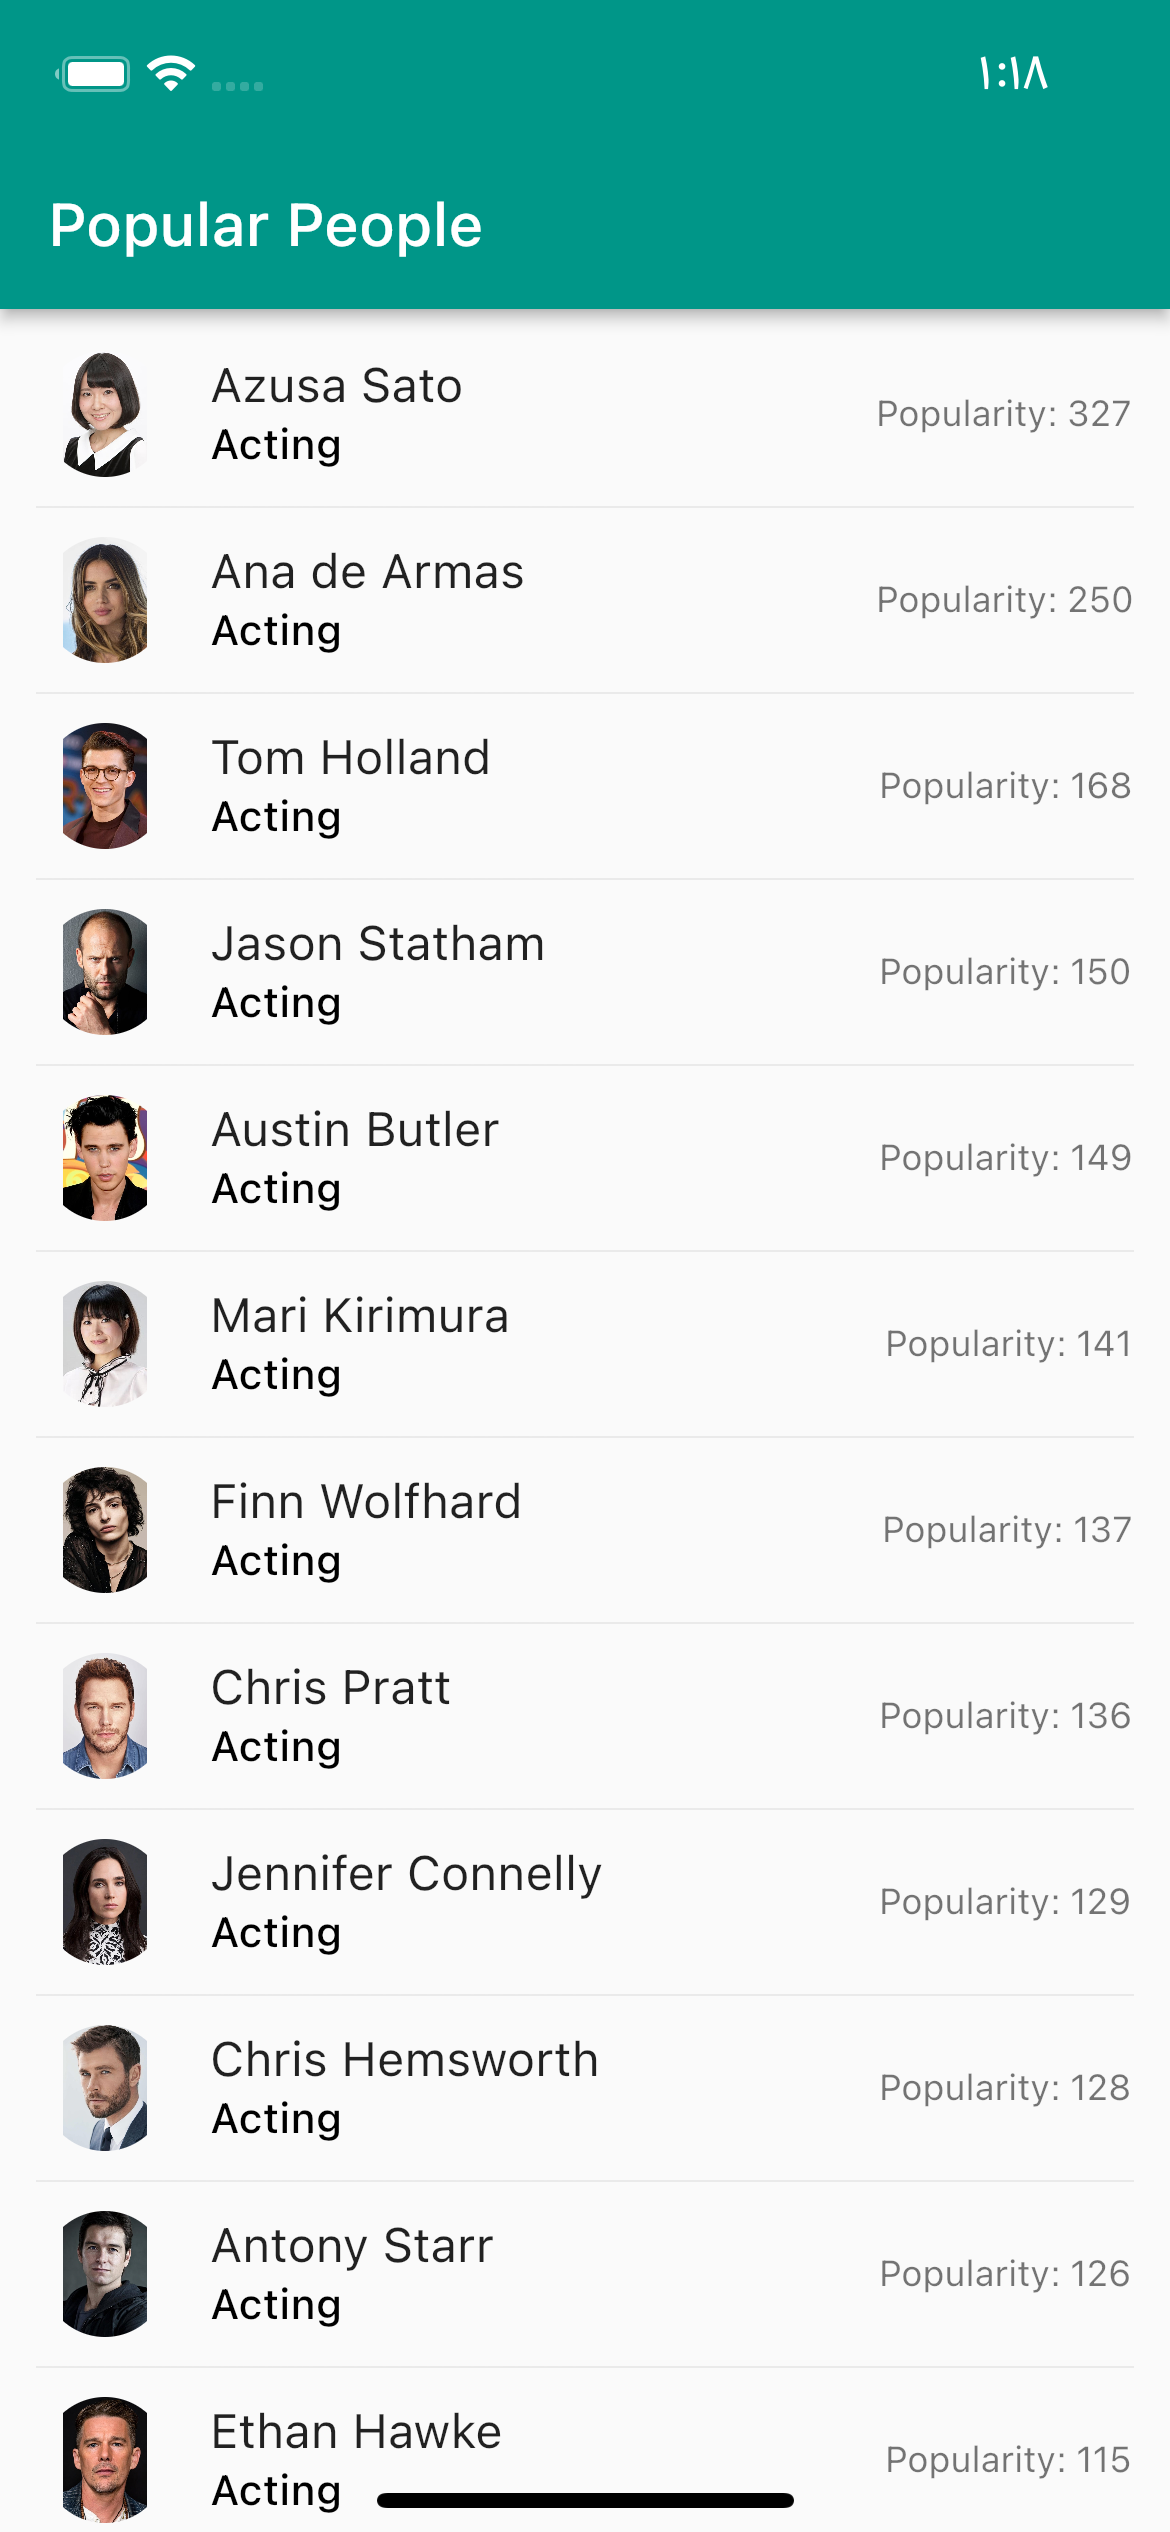 ١:١٨
Popular People
Azusa Sato
Acting
Popularity: 327
Ana de Armas
Acting
Popularity: 250
Tom Holland
Acting
Popularity: 168
Jason Statham
Acting
Popularity: 150
Austin Butler
Acting
Popularity: 149
Mari Kirimura
Acting
Popularity: 141
Finn Wolfhard
Acting
Popularity: 137
Chris Pratt
Acting
Popularity: 136
Jennifer Connelly
Acting
Popularity: 129
Chris Hemsworth
Acting
Popularity: 128
Antony Starr
Acting
Popularity: 126
Ethan Hawke
Acting
Popularity: 115